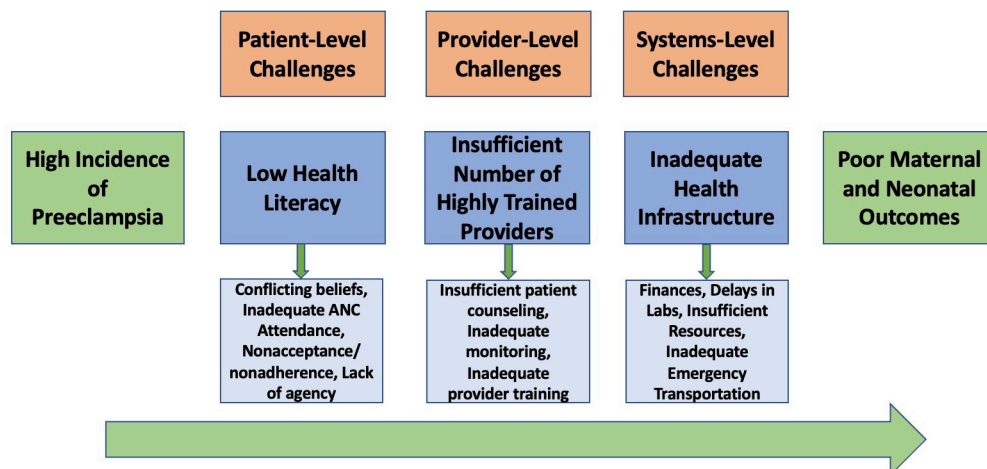 Patient-Level
Challenges
Provider-Level
Challenges
Systems-Level
Challenges
High Incidence
of
Preeclampsia
Low Health
Literacy
Insufficient
Number of
Highly Trained
Providers
Inadequate
Health
Infrastructure
Poor Maternal
and Neonatal
Outcomes
Conflicting beliefs,
Inadequate ANC
Attendance,
Nonacceptance/
nonadherence, Lack
of agency
Insufficient patient
counseling,
Inadequate
monitoring,
Inadequate
provider training
Finances, Delays in
Labs, Insufficient
Resources,
Inadequate
Emergency
Transportation